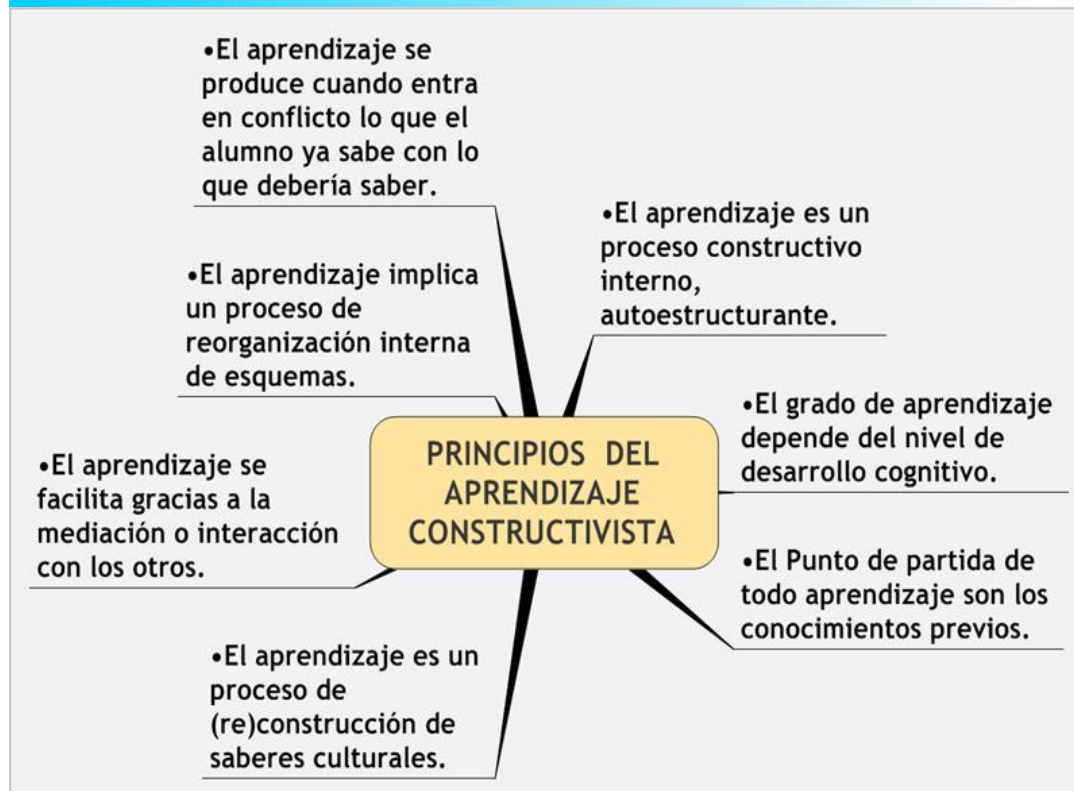 •El aprendizaje se
produce cuando entra
en conflicto lo que el
alumno ya sabe con lo
que debería saber.
•El aprendizaje es un
proceso constructivo
interno,
autoestructurante.
•El aprendizaje implica
un proceso de
reorganización interna
de esquemas.
•El grado de aprendizaje
depende del nivel de
desarrollo cognitivo.
PRINCIPIOS DEL
APRENDIZAJE
CONSTRUCTIVISTA
•El aprendizaje se
facilita gracias a la
mediación o interacción
con los otros.
•El Punto de partida de
todo aprendizaje son los
conocimientos previos.
•El aprendizaje es un
proceso de
(re)construcción de
saberes culturales.